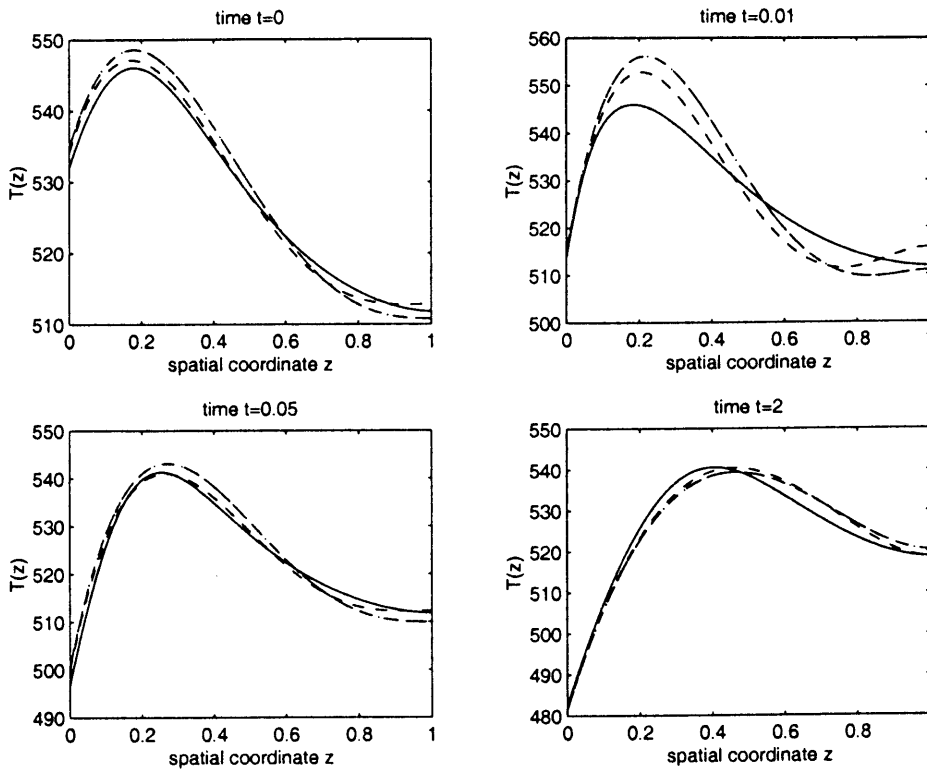 time t=0
550
540
530
520
510
T(z)
0 0.2 0.4 0.6 0.8 1
spatial coordinate z
time t=0.01
560
550
540
530
520
510
500
T(z)
0 0.2 0.4 0.6 0.8
spatial coordinate z
time t=0.05
550
540
530
520
510
500
490
T(z)
0 0.2 0.4 0.6 0.8 1
spatial coordinate z
time t=2
550
540
530
520
510
500
490
480
T(z)
0 0.2 0.4 0.6 0.8
spatial coordinate z